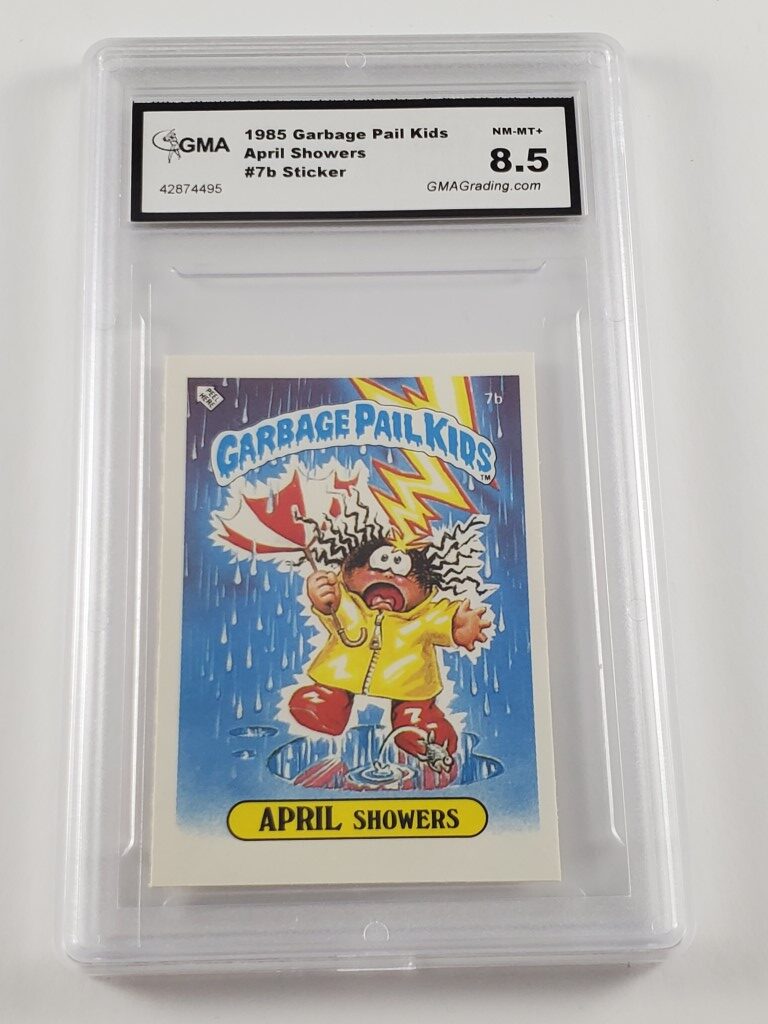 GMA
1985 Garbage Pail Kids
April Showers
#7b Sticker
42874495
NM-MT+
8.5
GMAGrading.com
PEEL
HERE
7b
GARBAGE PAIL KIDS
TM
APRIL SHOWERS